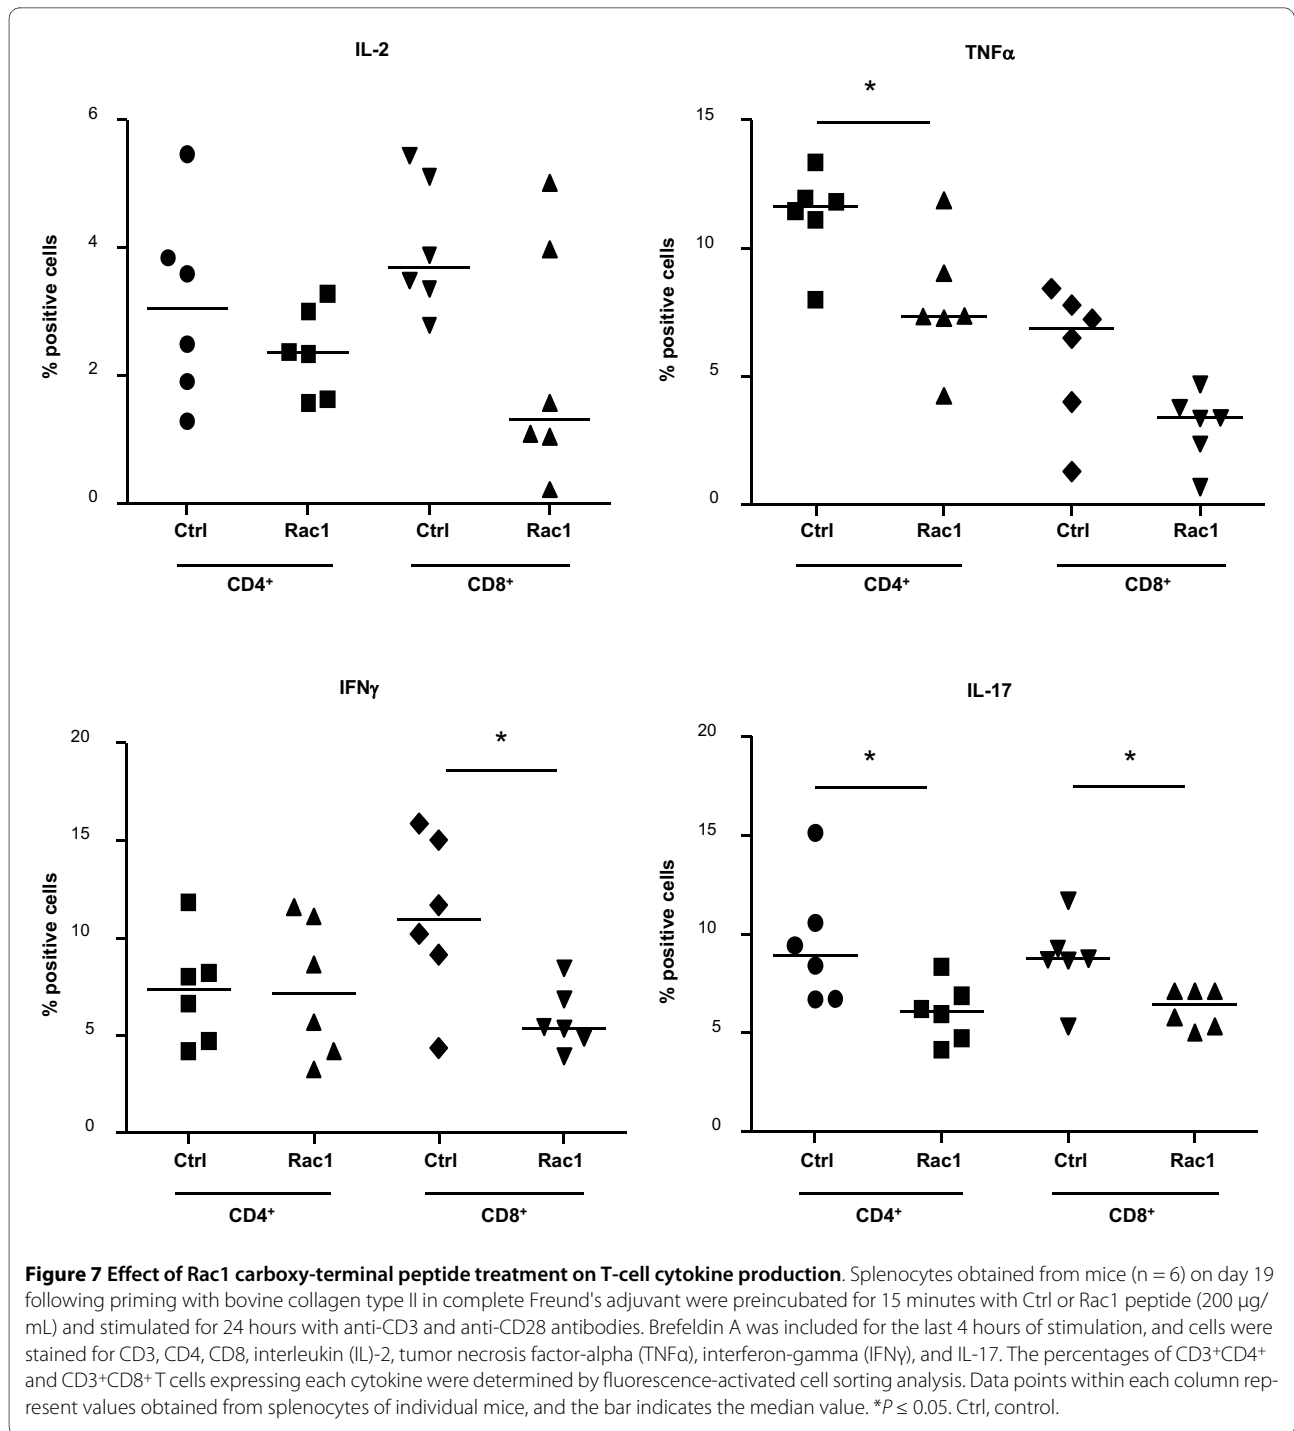 IL-2
6
4
2
0
% positive cells
Ctrl
Rac1
Ctrl
Rac1
CD4+
CD8+
TNFα
*
15
10
5
0
% positive cells
Ctrl
Rac1
Ctrl
Rac1
CD4+
CD8+
IFNγ
*
20
15
10
5
0
% positive cells
Ctrl
Rac1
Ctrl
Rac1
CD4+
CD8+
IL-17
*
*
20
15
10
5
0
% positive cells
Ctrl
Rac1
Ctrl
Rac1
CD4+
CD8+
Figure 7 Effect of Rac1 carboxy-terminal peptide treatment on T-cell cytokine production. Splenocytes obtained from mice (n = 6) on day 19
following priming with bovine collagen type II in complete Freund's adjuvant were preincubated for 15 minutes with Ctrl or Rac1 peptide (200 μg/
mL) and stimulated for 24 hours with anti-CD3 and anti-CD28 antibodies. Brefeldin A was included for the last 4 hours of stimulation, and cells were
stained for CD3, CD4, CD8, interleukin (IL)-2, tumor necrosis factor-alpha (TNFα), interferon-gamma (IFNγ), and IL-17. The percentages of CD3+CD4+
and CD3+CD8+ T cells expressing each cytokine were determined by fluorescence-activated cell sorting analysis. Data points within each column rep-
resent values obtained from splenocytes of individual mice, and the bar indicates the median value. *P ≤ 0.05. Ctrl, control.